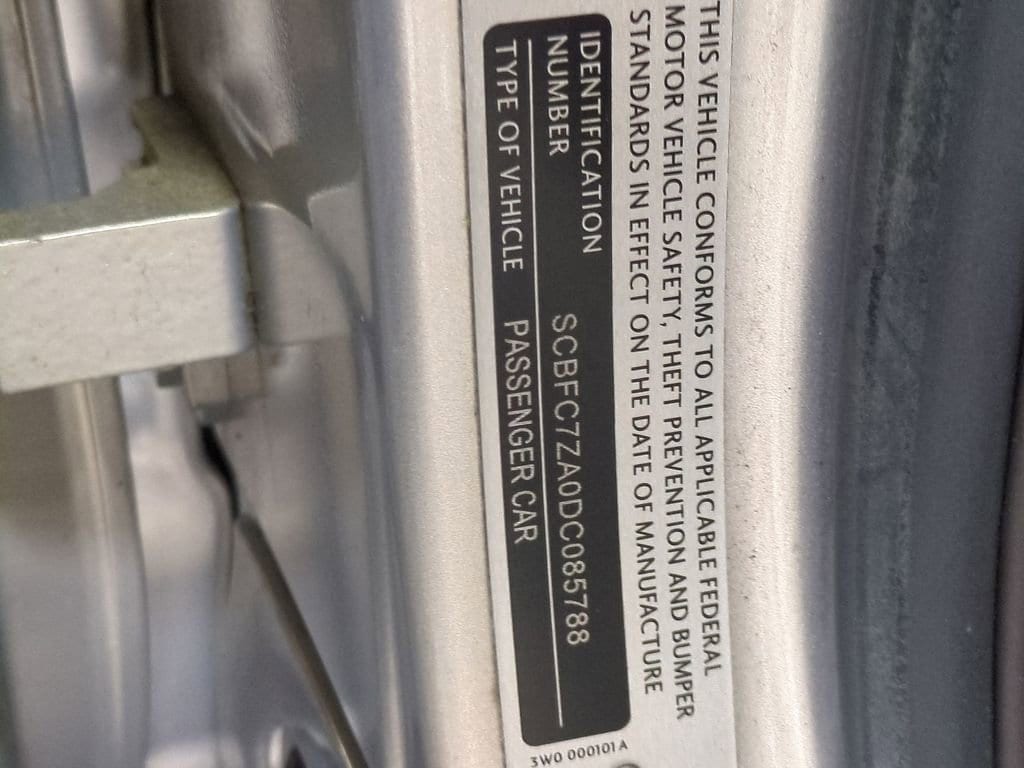 THIS VEHICLE CONFORMS TO ALL APPLICABLE FEDERAL
MOTOR VEHICLE SAFETY, THEFT PREVENTION AND BUMPER
STANDARDS IN EFFECT ON THE DATE OF MANUFACTURE
IDENTIFICATION
NUMBER SCBFC7ZA0DC085788
TYPE OF VEHICLE PASSENGER CAR
3W0 000101 A